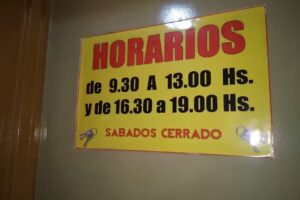 HORARIOS
de 9.30 A 13.00 Hs.
y de 16.30 a 19.00 Hs.
SABADOS CERRADO